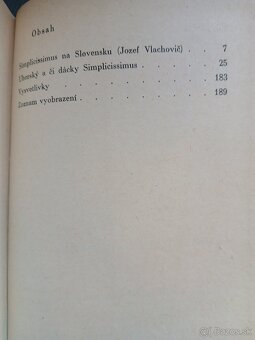 Obsah
Simplicissimus na Slovensku (Jozef Vlachovič) . . 7
Uhorský a či dácky Simplicissimus . . . . . 25
Vysvetlivky . . . . . . . . . . 183
Zoznam vyobrazení . . . . . . . . 189
bazos.sk